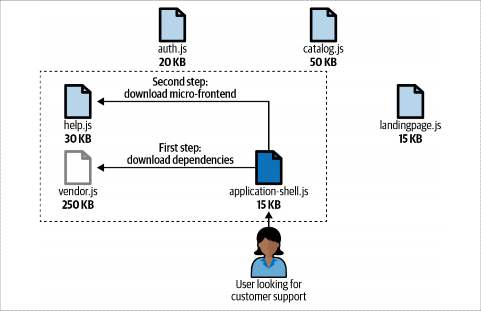 auth.js
20 KB
catalog.js
50 KB
Second step:
download micro-frontend
help.js
30 KB
landingpage.js
15 KB
First step:
download dependencies
vendor.js
250 KB
application-shell.js
15 KB
User looking for
customer support